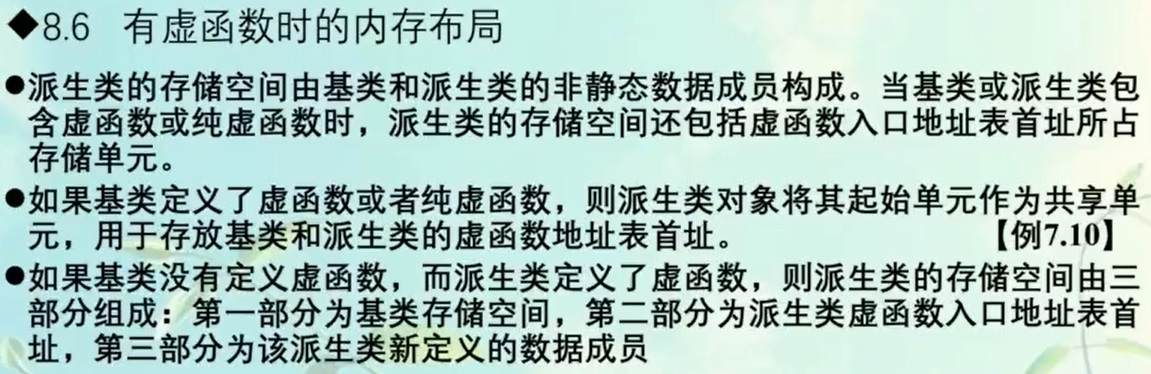 ◆8.6 有虚函数时的内存布局
●派生类的存储空间由基类和派生类的非静态数据成员构成。当基类或派生类包
含虚函数或纯虚函数时，派生类的存储空间还包括虚函数入口地址表首址所占
存储单元。
●如果基类定义了虚函数或者纯虚函数，则派生类对象将其起始单元作为共享单
元，用于存放基类和派生类的虚函数地址表首址。 【例7.10】
●如果基类没有定义虚函数，而派生类定义了虚函数，则派生类的存储空间由三
部分组成：第一部分为基类存储空间，第二部分为派生类虚函数入口地址表首
址，第三部分为该派生类新定义的数据成员